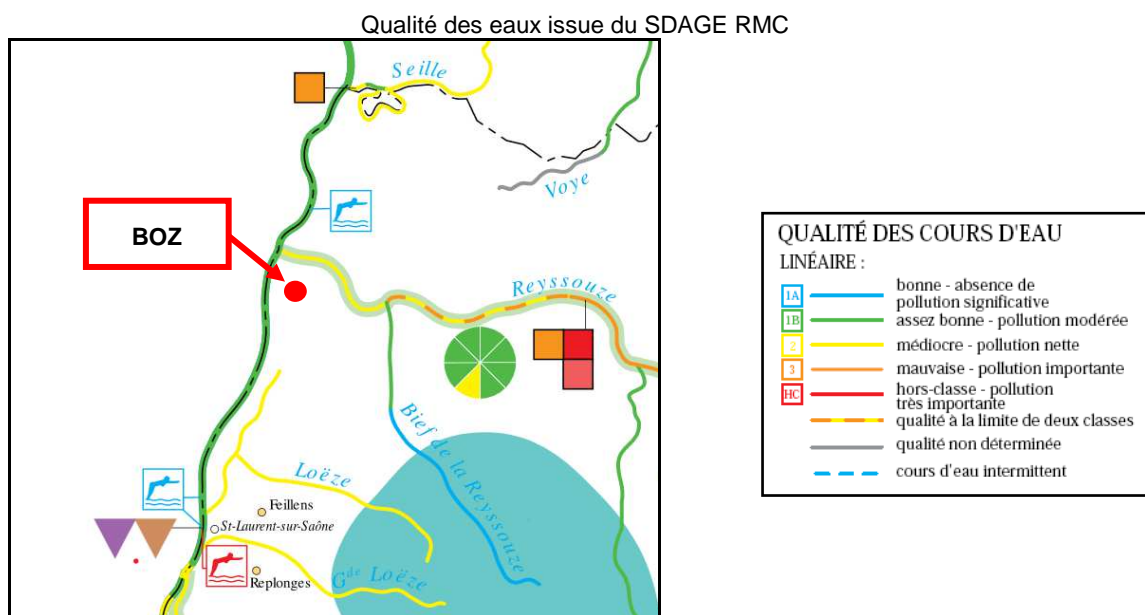 Qualité des eaux issue du SDAGE RMC
Seille
Voye
BOZ
Reyssouze
Bief de la Reyssouze
Loëze
Feillens
St-Laurent-sur-Saône
Replonges
Gde Loëze
QUALITÉ DES COURS D'EAU
LINÉAIRE :
1A bonne - absence de
pollution significative
1B assez bonne - pollution modérée
2 médiocre - pollution nette
3 mauvaise - pollution importante
HC hors-classe - pollution
très importante
qualité à la limite de deux classes
qualité non déterminée
cours d'eau intermittent